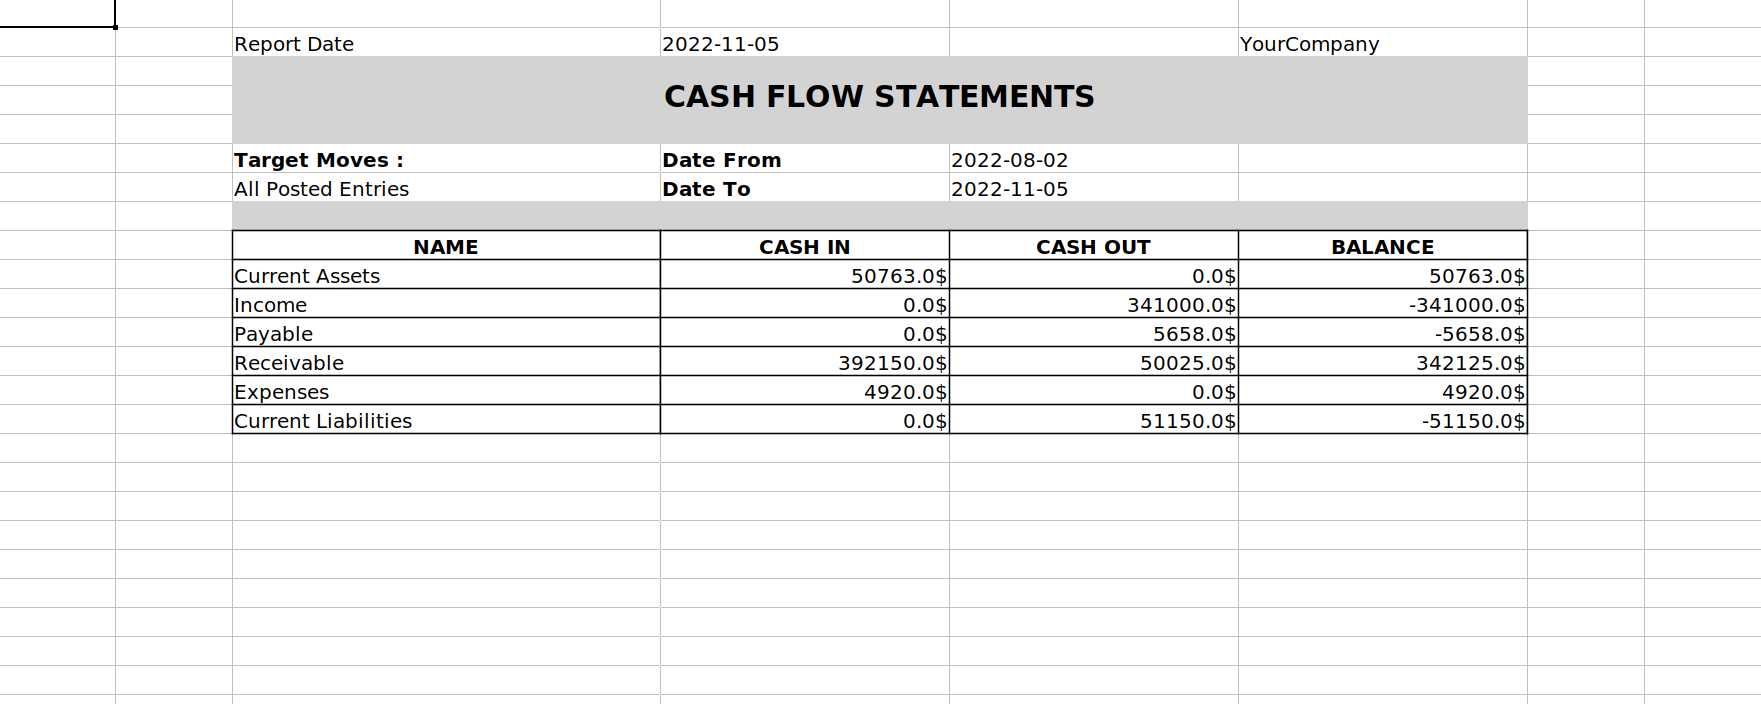 Report Date 2022-11-05 YourCompany
CASH FLOW STATEMENTS
Target Moves : Date From 2022-08-02
All Posted Entries Date To 2022-11-05
NAME CASH IN CASH OUT BALANCE
Current Assets 50763.0$ 0.0$ 50763.0$
Income 0.0$ 341000.0$ -341000.0$
Payable 0.0$ 5658.0$ -5658.0$
Receivable 392150.0$ 50025.0$ 342125.0$
Expenses 4920.0$ 0.0$ 4920.0$
Current Liabilities 0.0$ 51150.0$ -51150.0$